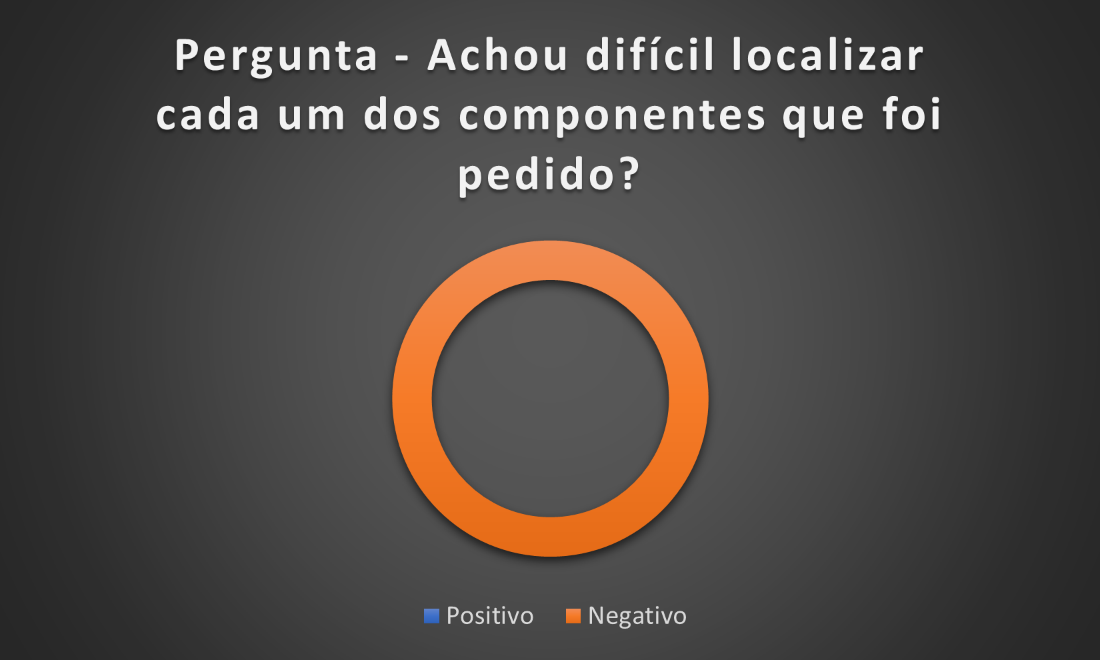 Pergunta - Achou difícil localizar
cada um dos componentes que foi
pedido?
Positivo Negativo